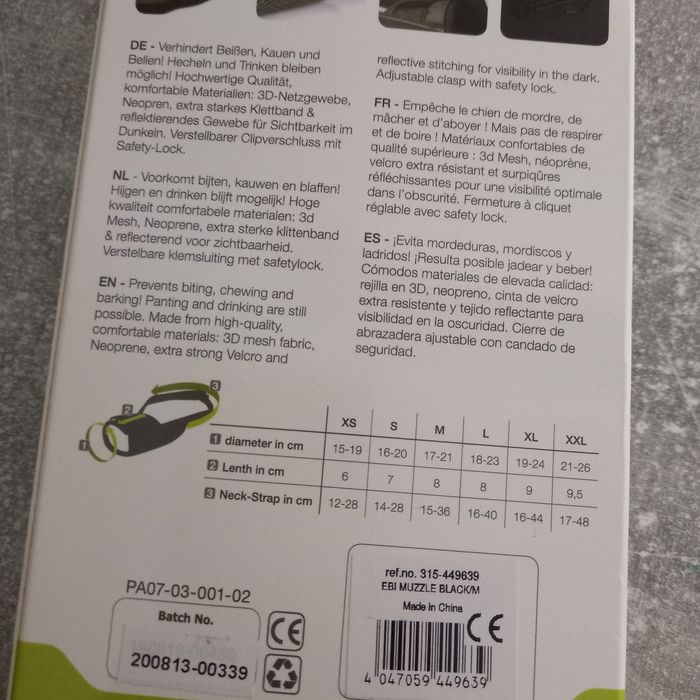 DE - Verhindert Beißen, Kauen und
Bellen! Hecheln und Trinken bleiben
möglich! Hochwertige Qualität,
komfortable Materialien: 3D-Netzgewebe,
Neopren, extra starkes Klettband &
reflektierendes Gewebe für Sichtbarkeit im
Dunkeln. Verstellbarer Clipverschluss mit
Safety-Lock.
NL - Voorkomt bijten, kauwen en blaffen!
Hijgen en drinken blijft mogelijk! Hoge
kwaliteit comfortabele materialen: 3d
Mesh, Neoprene, extra sterke klittenband
& reflecterend voor zichtbaarheid.
Verstelbare klemsluiting met safetylock.
EN - Prevents biting, chewing and
barking! Panting and drinking are still
possible. Made from high-quality,
comfortable materials: 3D mesh fabric,
Neoprene, extra strong Velcro and
reflective stitching for visibility in the dark.
Adjustable clasp with safety lock.
FR - Empêche le chien de mordre, de
mâcher et d'aboyer ! Mais pas de respirer
et de boire ! Matériaux confortables de
qualité supérieure : 3d Mesh, néoprène,
velcro extra résistant et surpiqûres
réfléchissantes pour une visibilité optimale
dans l'obscurité. Fermeture à cliquet
réglable avec safety lock.
ES - ¡Evita mordeduras, mordiscos y
ladridos! ¡Resulta posible jadear y beber!
Cómodos materiales de elevada calidad:
rejilla en 3D, neopreno, cinta de velcro
extra resistente y tejido reflectante para
visibilidad en la oscuridad. Cierre de
abrazadera ajustable con candado de
seguridad.
1 2 3
XS S M L XL XXL
1 diameter in cm 15-19 16-20 17-21 18-23 19-24 21-26
2 Lenth in cm 6 7 8 8 9 9,5
3 Neck-Strap in cm 12-28 14-28 15-36 16-40 16-44 17-48
PA07-03-001-02
Batch No.
200813-00339
CE
ref.no. 315-449639
EBI MUZZLE BLACK/M
Made in China
CE
4 047059 449639